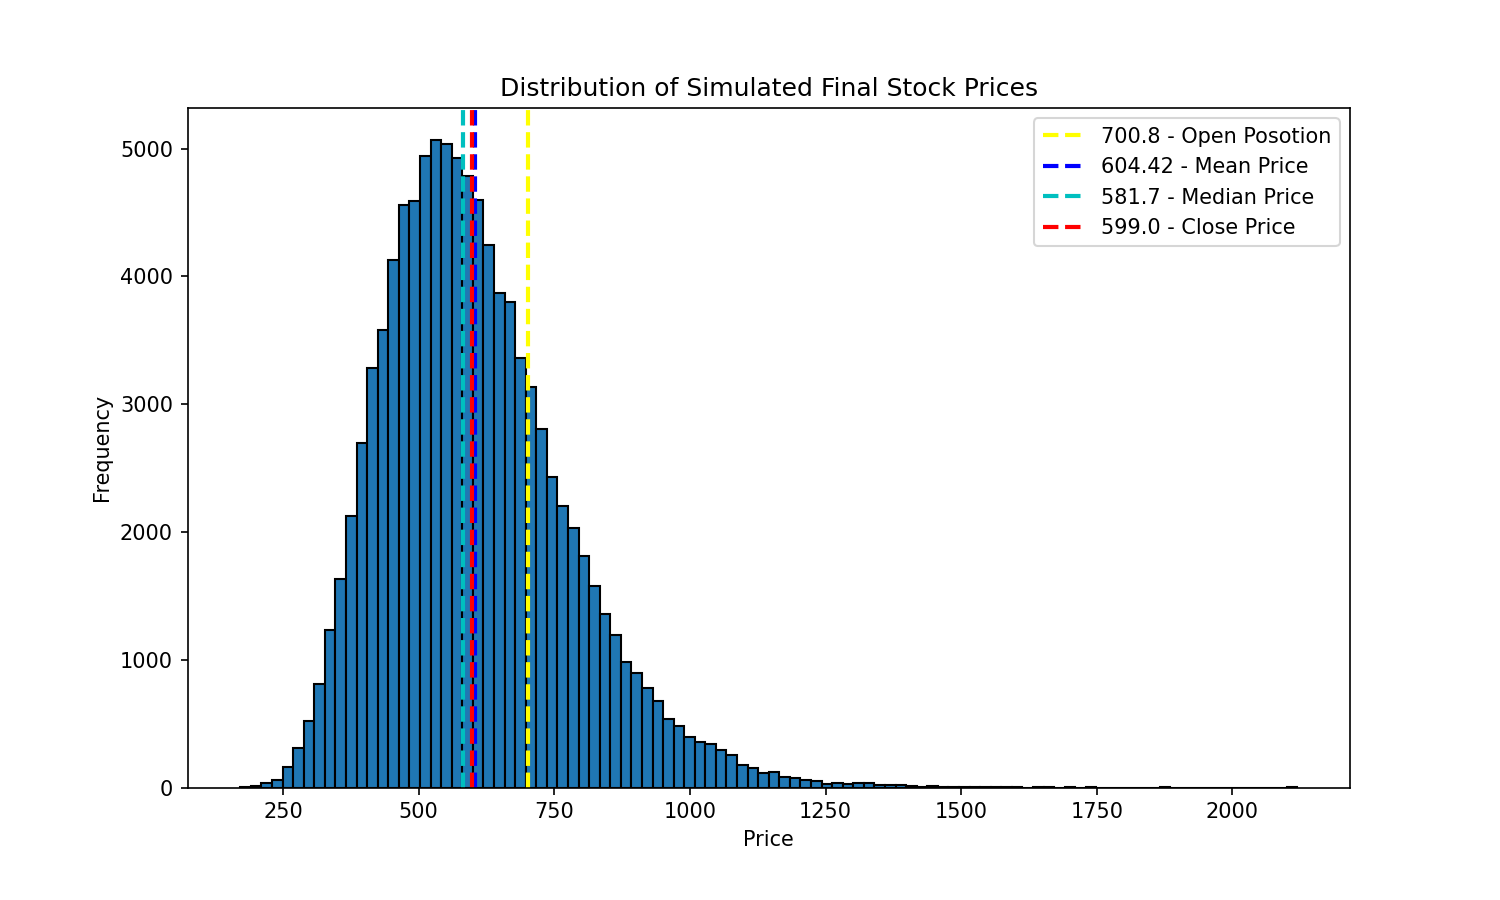 Distribution of Simulated Final Stock Prices
700.8 - Open Posotion
604.42 - Mean Price
581.7 - Median Price
599.0 - Close Price
Frequency
5000
4000
3000
2000
1000
0
250 500 750 1000 1250 1500 1750 2000
Price